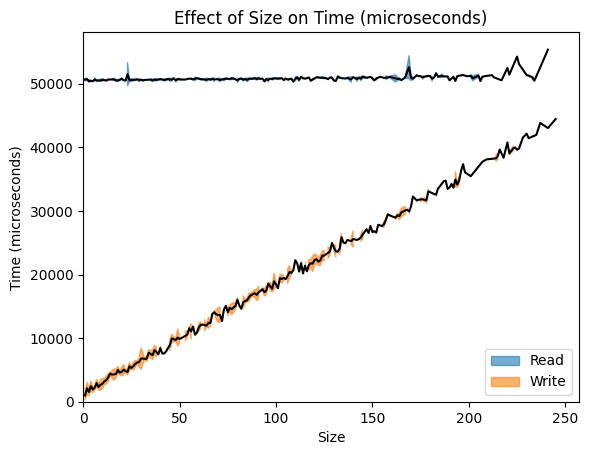 Effect of Size on Time (microseconds)
Time (microseconds)
50000
40000
30000
20000
10000
0
0 50 100 150 200 250
Size
Read
Write